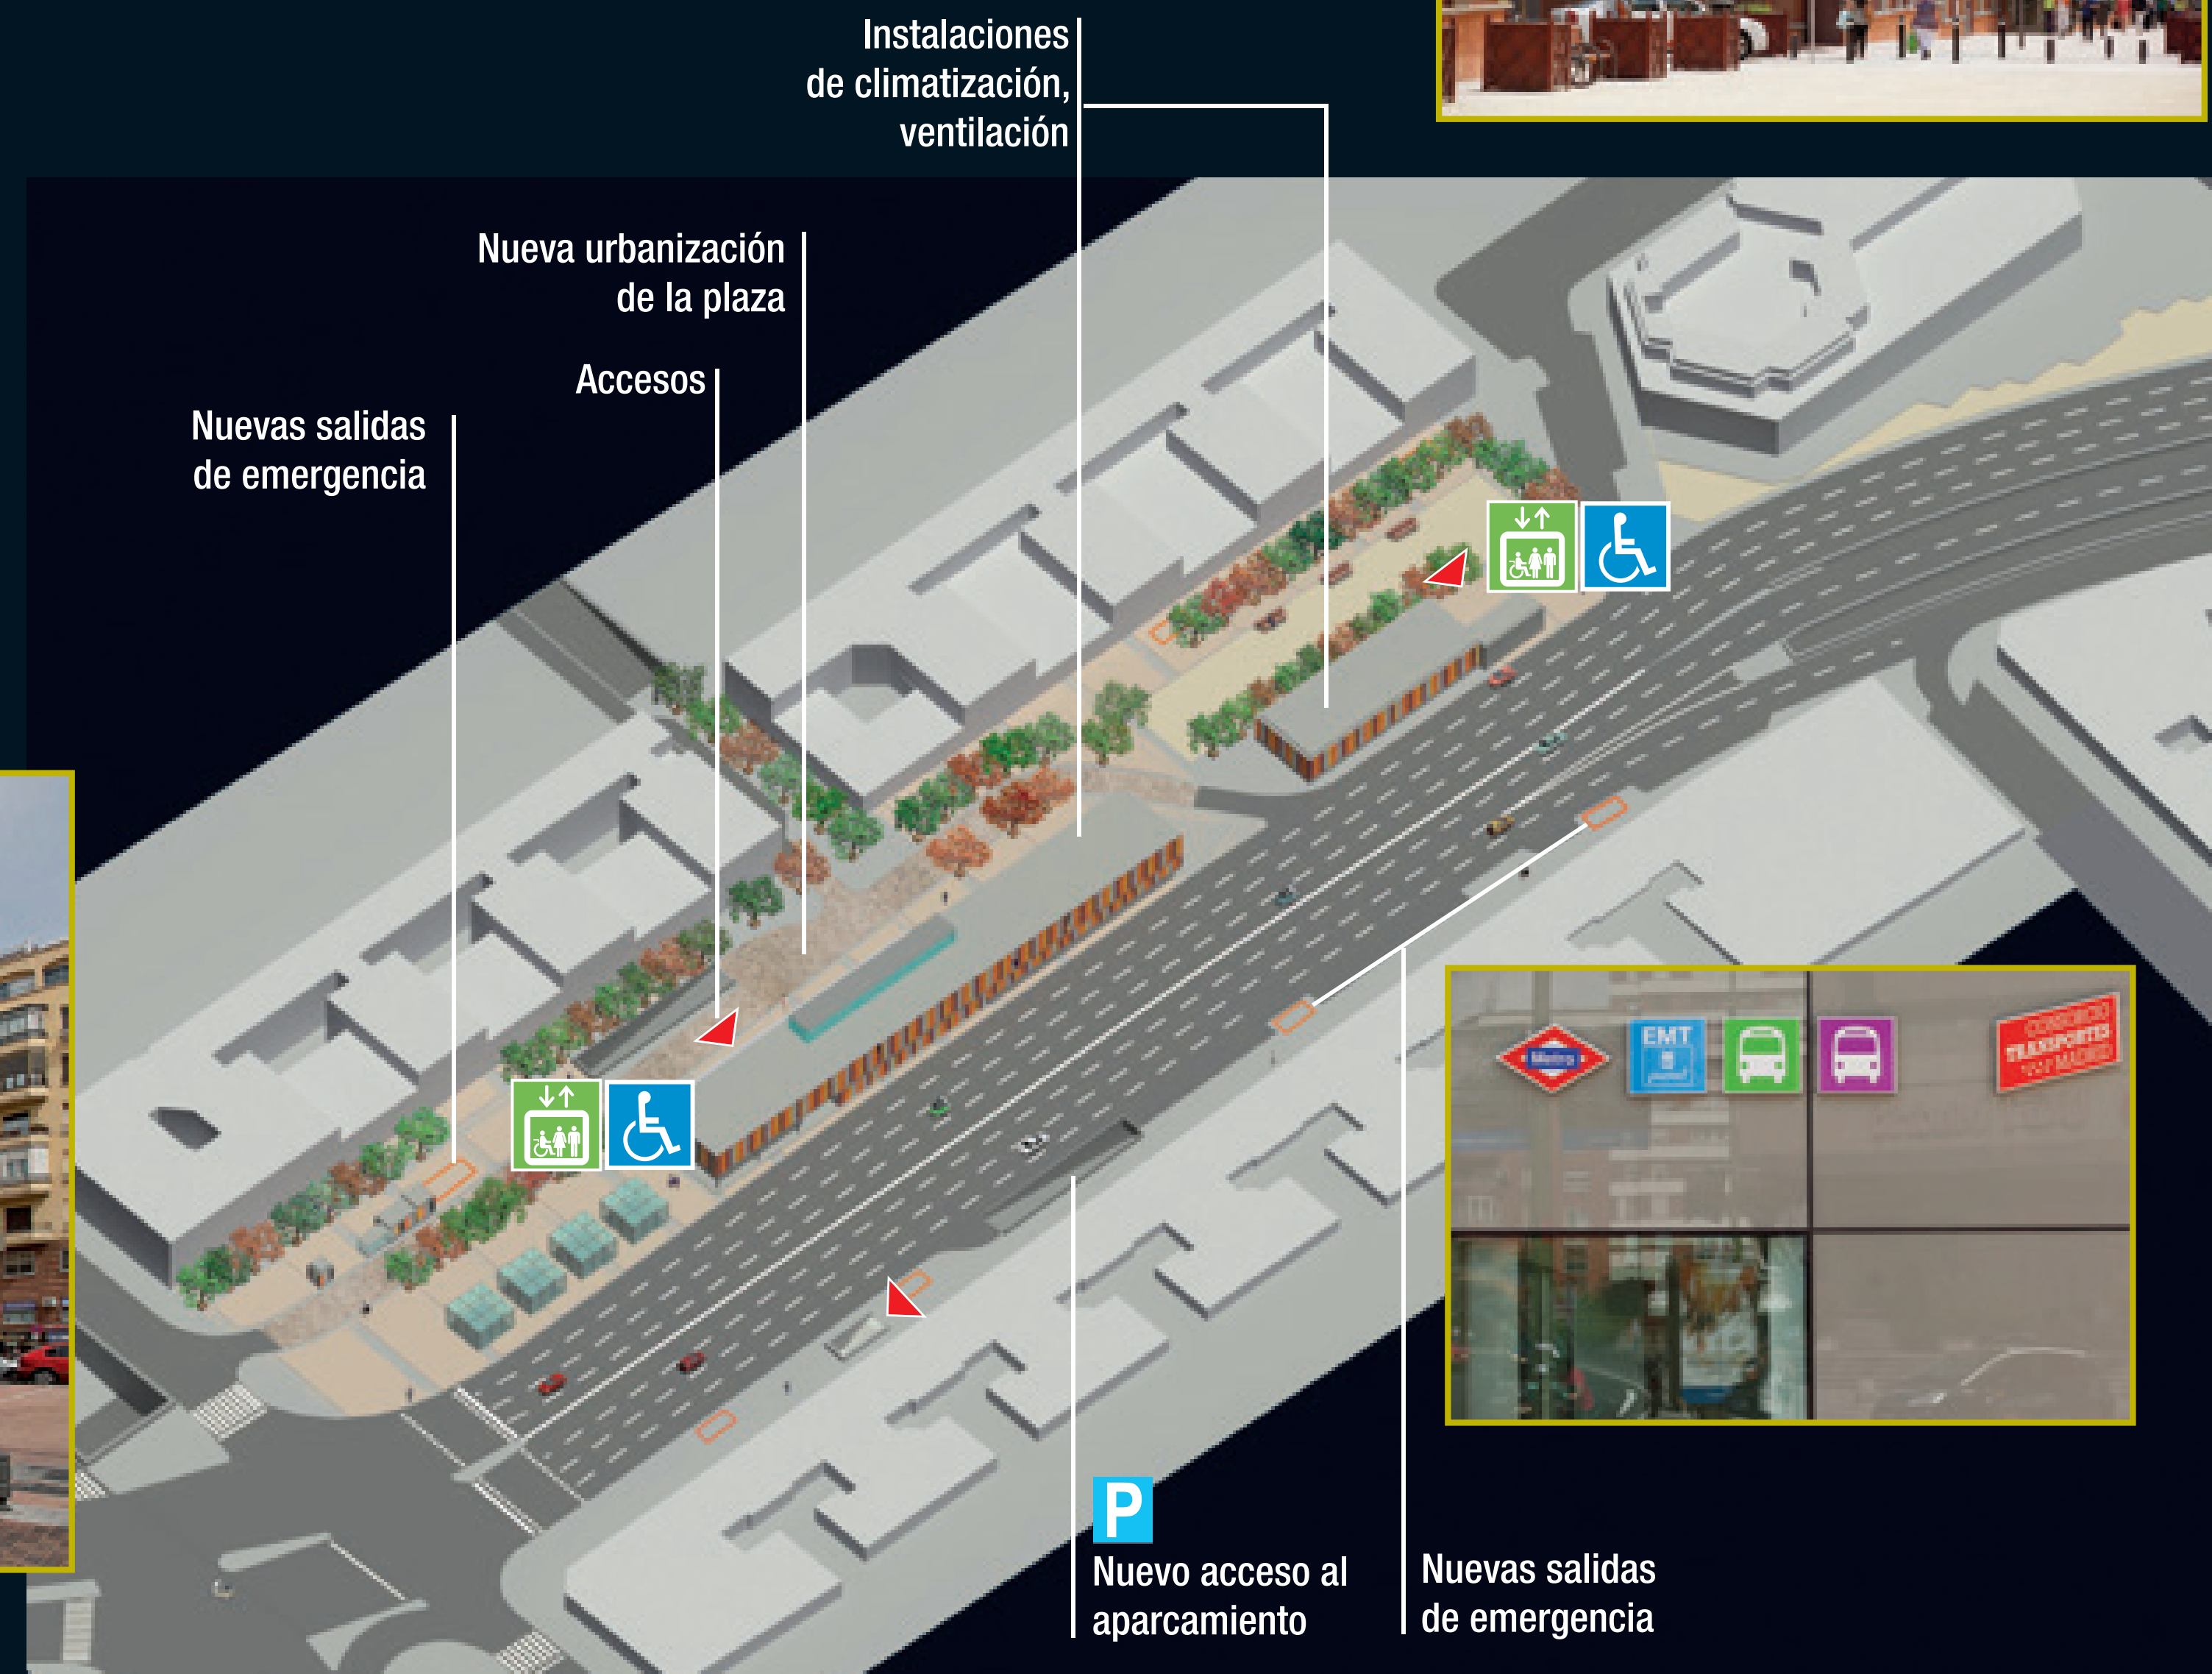 Instalaciones
de climatización,
ventilación
Nueva urbanización
de la plaza
Accesos
Nuevas salidas
de emergencia
Metro
EMT
CONSORCIO
TRANSPORTES
MADRID
P
Nuevo acceso al
aparcamiento
Nuevas salidas
de emergencia